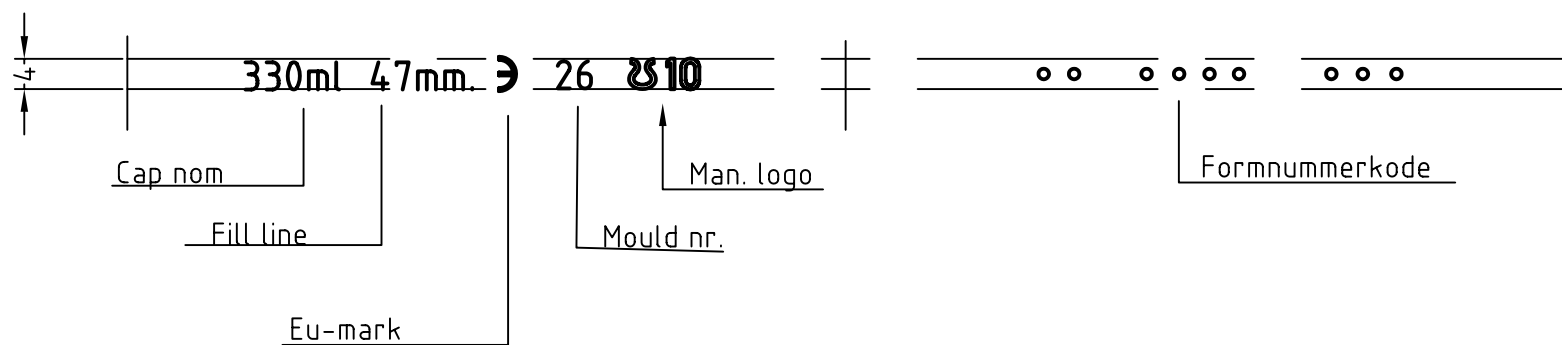 4
330ml 47mm. 26 10
Cap nom
Man. logo
Formnummerkode
Fill line
Mould nr.
Eu-mark